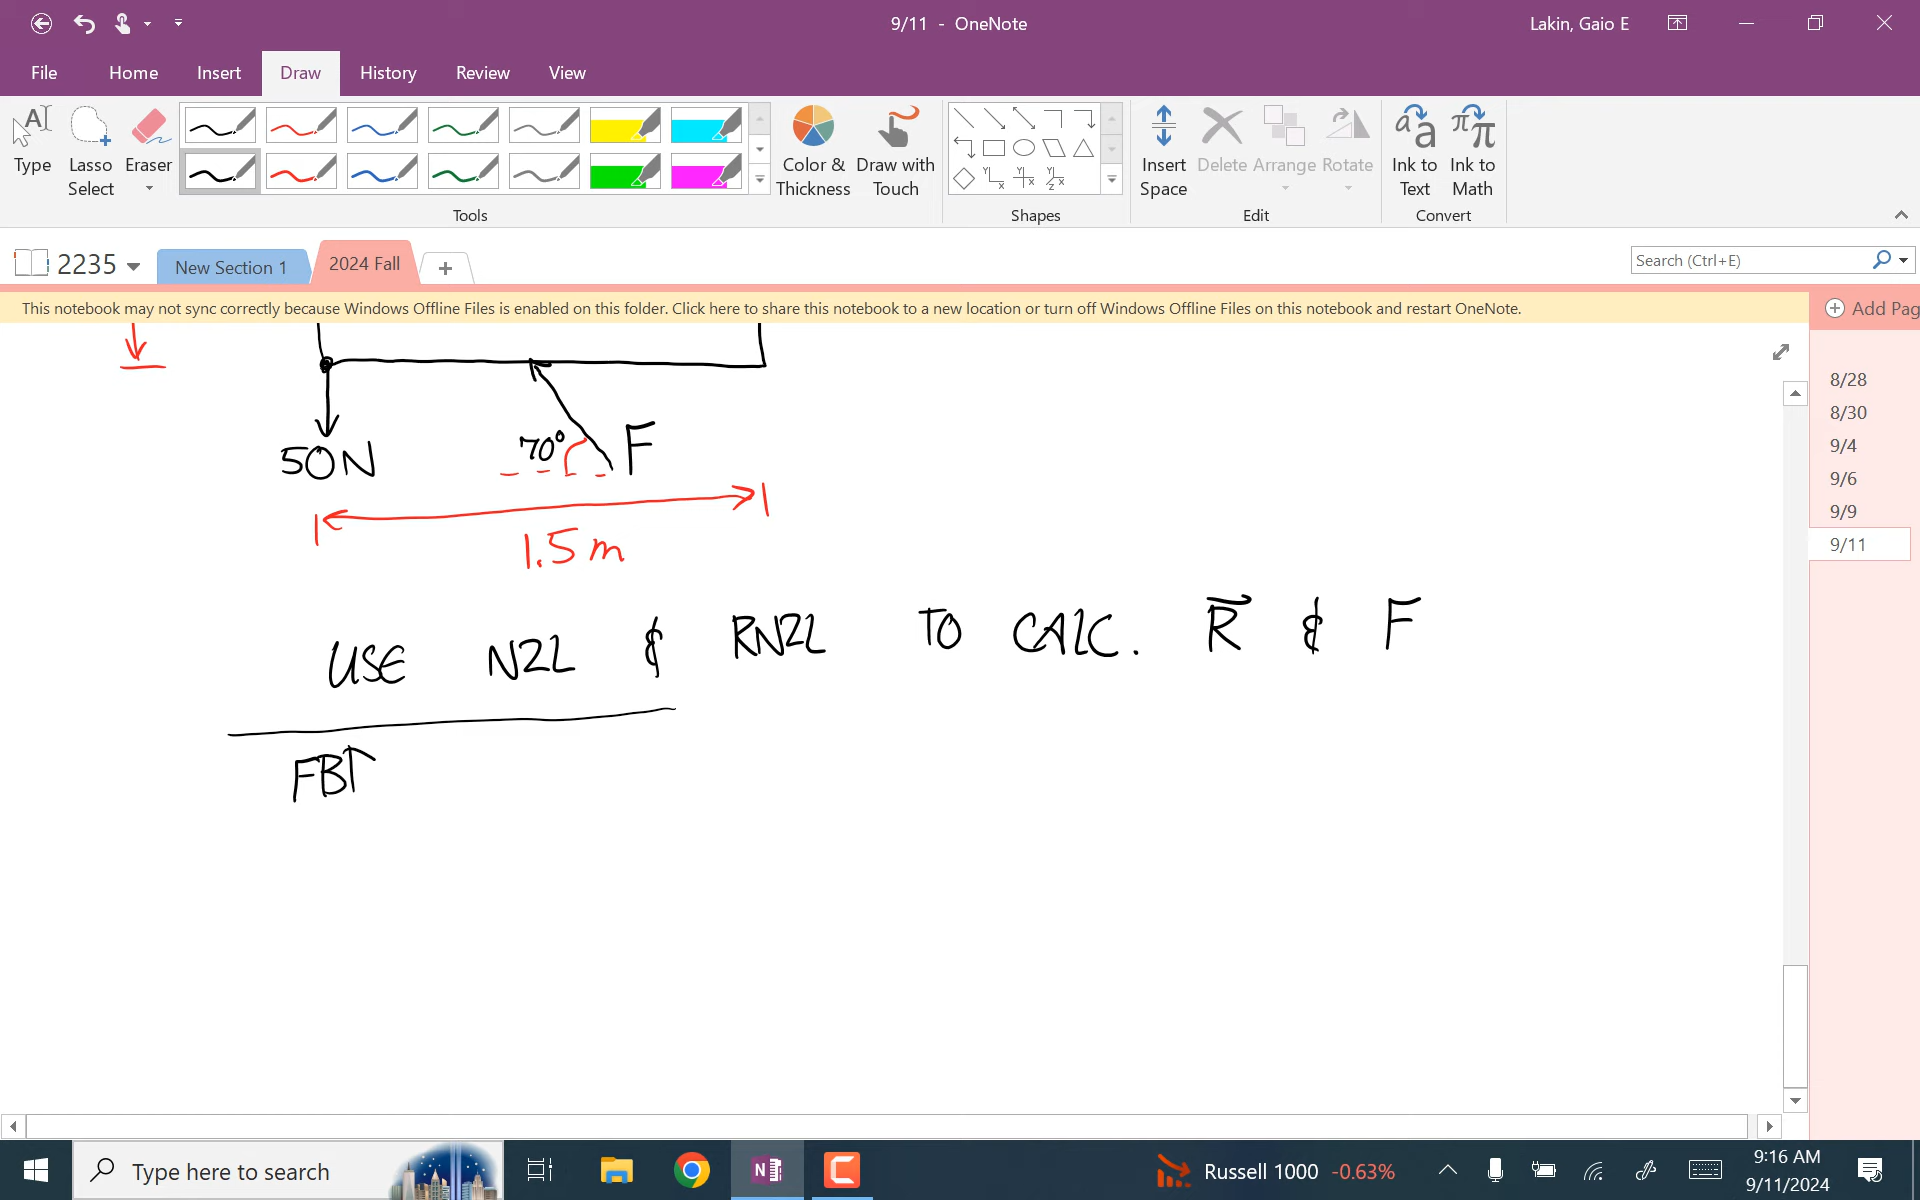 9/11 - OneNote
Lakin, Gaio E
File Home Insert Draw History Review View
Type
Lasso Select
Eraser
Color & Thickness
Draw with Touch
Insert Space
Delete Arrange Rotate
Ink to Text
Ink to Math
Tools Shapes Edit Convert
2235 New Section 1 2024 Fall +
Search (Ctrl+E)
This notebook may not sync correctly because Windows Offline Files is enabled on this folder. Click here to share this notebook to a new location or turn off Windows Offline Files on this notebook and restart OneNote.
Add Pag
8/28
8/30
9/4
9/6
9/9
9/11
50N 70° F
1.5 m
USE N2L & RN2L TO CALC. R̅ & F
Type here to search
Russell 1000 -0.63%
9:16 AM
9/11/2024